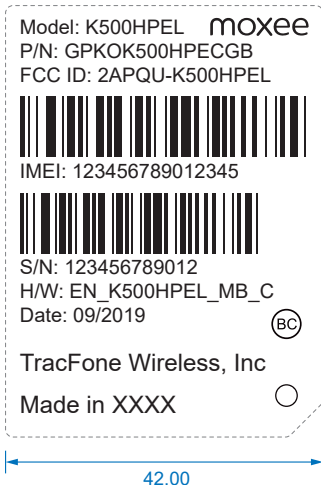 Model: K500HPEL moxee
P/N: GPKOK500HPECGB
FCC ID: 2APQU-K500HPEL
IMEI: 123456789012345
S/N: 123456789012
H/W: EN_K500HPEL_MB_C
Date: 09/2019
BC
TracFone Wireless, Inc
Made in XXXX
42.00